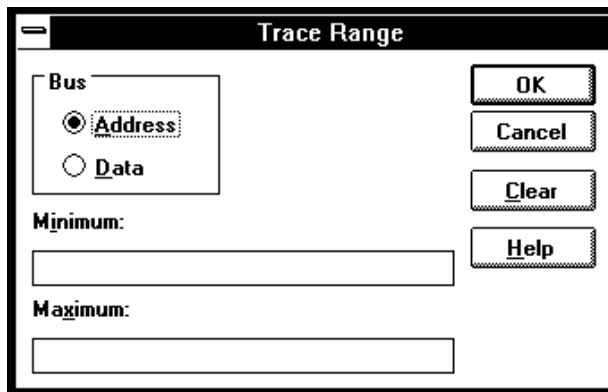 Trace Range
Bus
Address
Data
Minimum:
Maximum:
OK
Cancel
Clear
Help